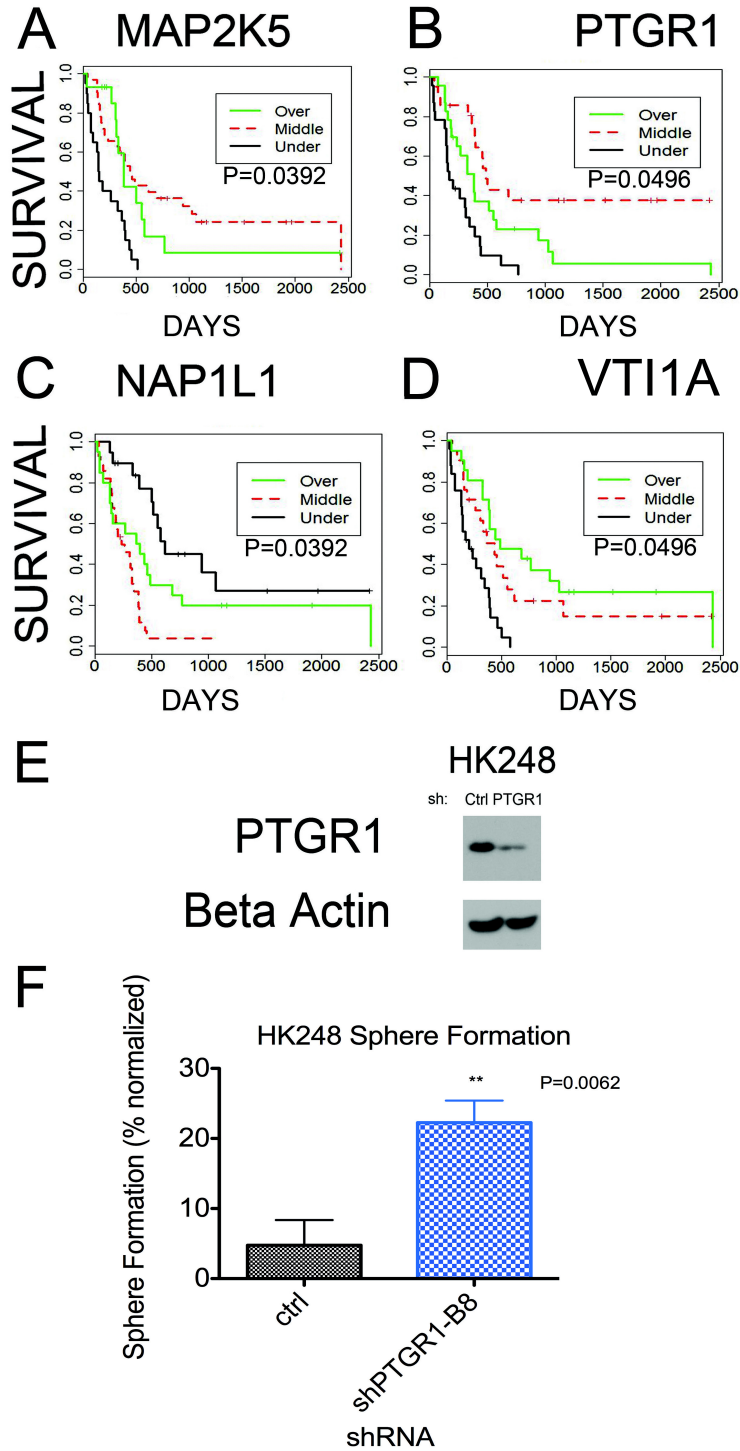 A MAP2K5
SURVIVAL
1.0
0.8
0.6
0.4
0.2
0.0
Over
Middle
Under
P=0.0392
0 500 1000 1500 2000 2500
DAYS
B PTGR1
1.0
0.8
0.6
0.4
0.2
0.0
Over
Middle
Under
P=0.0496
0 500 1000 1500 2000 2500
DAYS
C NAP1L1
SURVIVAL
1.0
0.8
0.6
0.4
0.2
0.0
Over
Middle
Under
P=0.0392
0 500 1000 1500 2000 2500
DAYS
D VTI1A
1.0
0.8
0.6
0.4
0.2
0.0
Over
Middle
Under
P=0.0496
0 500 1000 1500 2000 2500
DAYS
E
HK248
sh: Ctrl PTGR1
PTGR1
Beta Actin
F
HK248 Sphere Formation
Sphere Formation (% normalized)
30
20
10
0
** P=0.0062
ctrl
shPTGR1-B8
shRNA